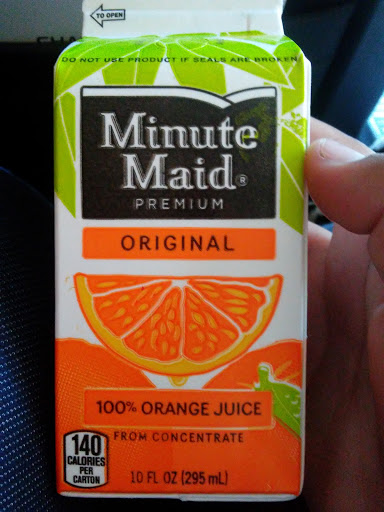 TO OPEN
DO NOT USE PRODUCT IF SEALS ARE BROKEN
Minute
Maid®
PREMIUM
ORIGINAL
100% ORANGE JUICE
FROM CONCENTRATE
140
CALORIES
PER
CARTON
10 FL OZ (295 mL)